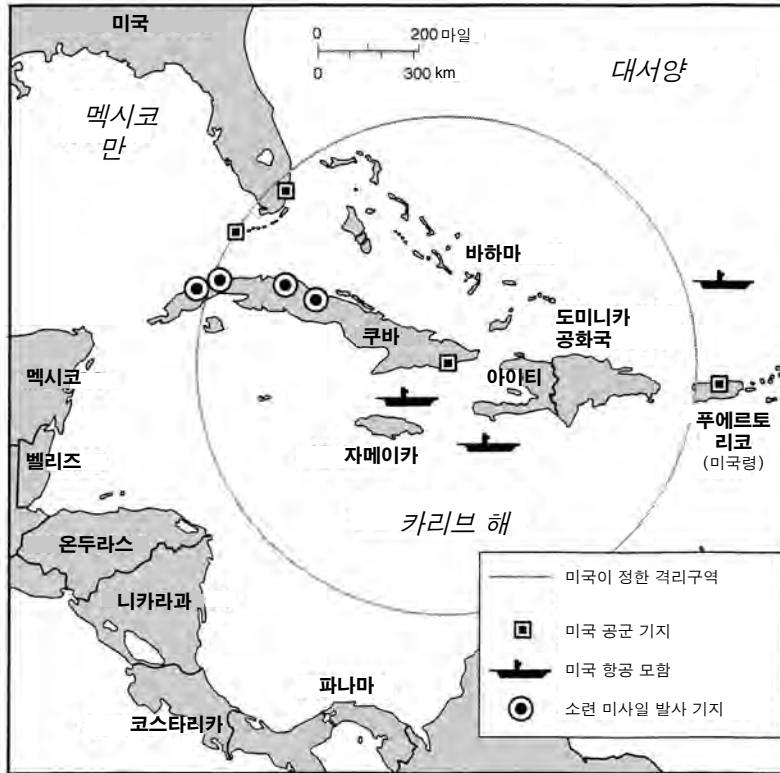 미국
0 200 마일
0 300 km
대서양
멕시코
만
바하마
도미니카
공화국
쿠바
아이티
멕시코
푸에르토
리코
(미국령)
자메이카
벨리즈
카리브 해
온두라스
니카라과
파나마
코스타리카
미국이 정한 격리구역
미국 공군 기지
미국 항공 모함
소련 미사일 발사 기지